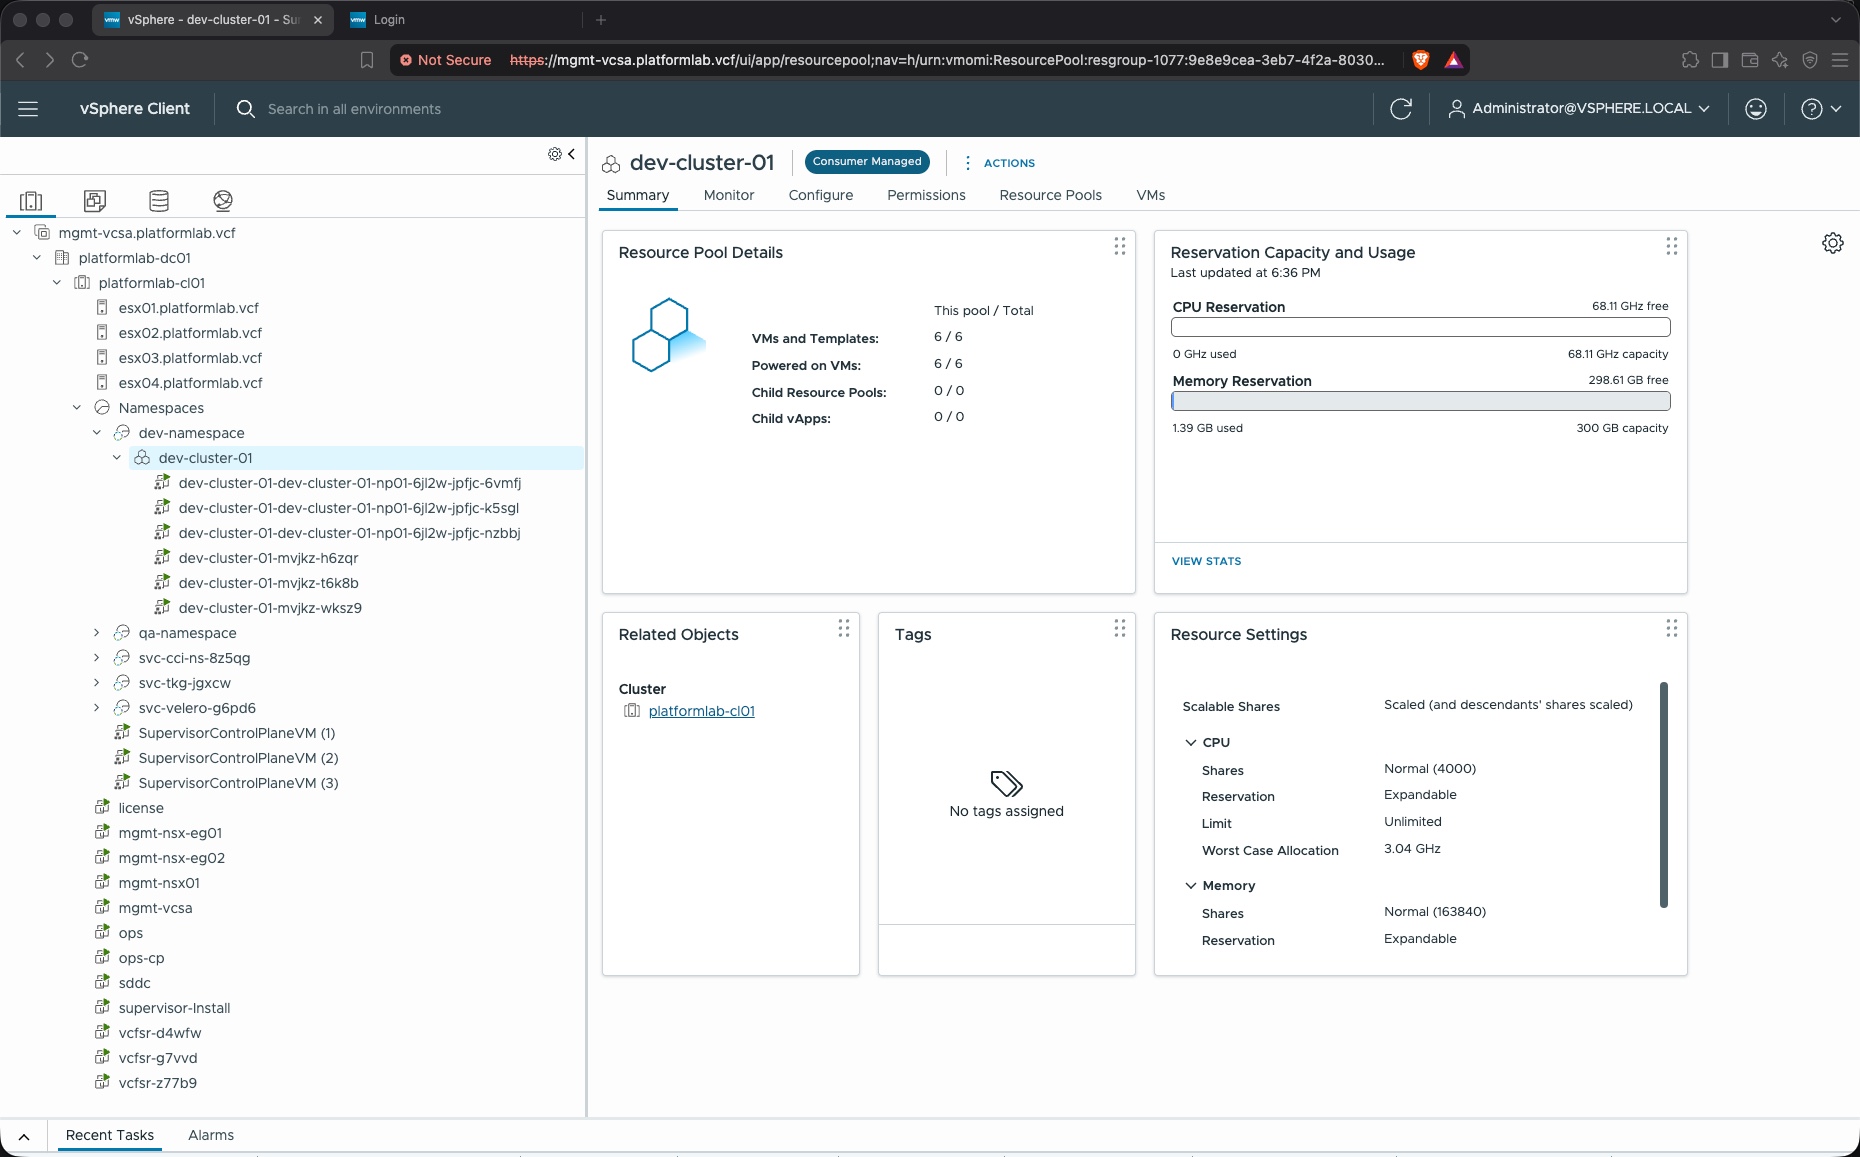 vmw vSphere - dev-cluster-01 - Su
vmw Login
Not Secure https://mgmt-vcsa.platformlab.vcf/ui/app/resourcepool;nav=h/urn:vmomi:ResourcePool:resgroup-1077:9e8e9cea-3eb7-4f2a-8030...
vSphere Client
Search in all environments
Administrator@VSPHERE.LOCAL
mgmt-vcsa.platformlab.vcf
platformlab-dc01
platformlab-cl01
esx01.platformlab.vcf
esx02.platformlab.vcf
esx03.platformlab.vcf
esx04.platformlab.vcf
Namespaces
dev-namespace
dev-cluster-01
dev-cluster-01-dev-cluster-01-np01-6jl2w-jpfjc-6vmfj
dev-cluster-01-dev-cluster-01-np01-6jl2w-jpfjc-k5sgl
dev-cluster-01-dev-cluster-01-np01-6jl2w-jpfjc-nzbbj
dev-cluster-01-mvjkz-h6zqr
dev-cluster-01-mvjkz-t6k8b
dev-cluster-01-mvjkz-wksz9
qa-namespace
svc-cci-ns-8z5qg
svc-tkg-jgxcw
svc-velero-g6pd6
SupervisorControlPlaneVM (1)
SupervisorControlPlaneVM (2)
SupervisorControlPlaneVM (3)
license
mgmt-nsx-eg01
mgmt-nsx-eg02
mgmt-nsx01
mgmt-vcsa
ops
ops-cp
sddc
supervisor-Install
vcfsr-d4wfw
vcfsr-g7vvd
vcfsr-z77b9
dev-cluster-01
Consumer Managed
ACTIONS
Summary Monitor Configure Permissions Resource Pools VMs
Resource Pool Details
This pool / Total
VMs and Templates: 6 / 6
Powered on VMs: 6 / 6
Child Resource Pools: 0 / 0
Child vApps: 0 / 0
Reservation Capacity and Usage
Last updated at 6:36 PM
CPU Reservation 68.11 GHz free
0 GHz used 68.11 GHz capacity
Memory Reservation 298.61 GB free
1.39 GB used 300 GB capacity
VIEW STATS
Related Objects
Cluster
platformlab-cl01
Tags
No tags assigned
Resource Settings
Scalable Shares Scaled (and descendants' shares scaled)
CPU
Shares Normal (4000)
Reservation Expandable
Limit Unlimited
Worst Case Allocation 3.04 GHz
Memory
Shares Normal (163840)
Reservation Expandable
Recent Tasks Alarms